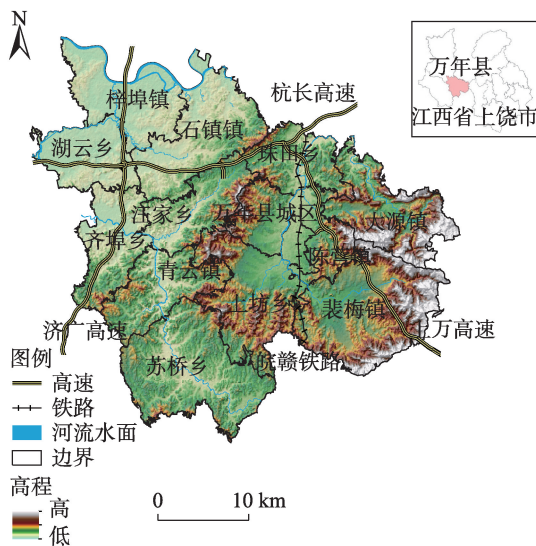 N
万年县
江西省上饶市
梓埠镇
杭长高速
石镇镇
湖云乡
珠田乡
汪家乡
万年县城区
大源镇
齐埠乡
陈营镇
青云镇
上坊乡
裴梅镇
济广高速
上万高速
苏桥乡
皖赣铁路
图例
高速
铁路
河流水面
边界
高程
高
低
0
10 km